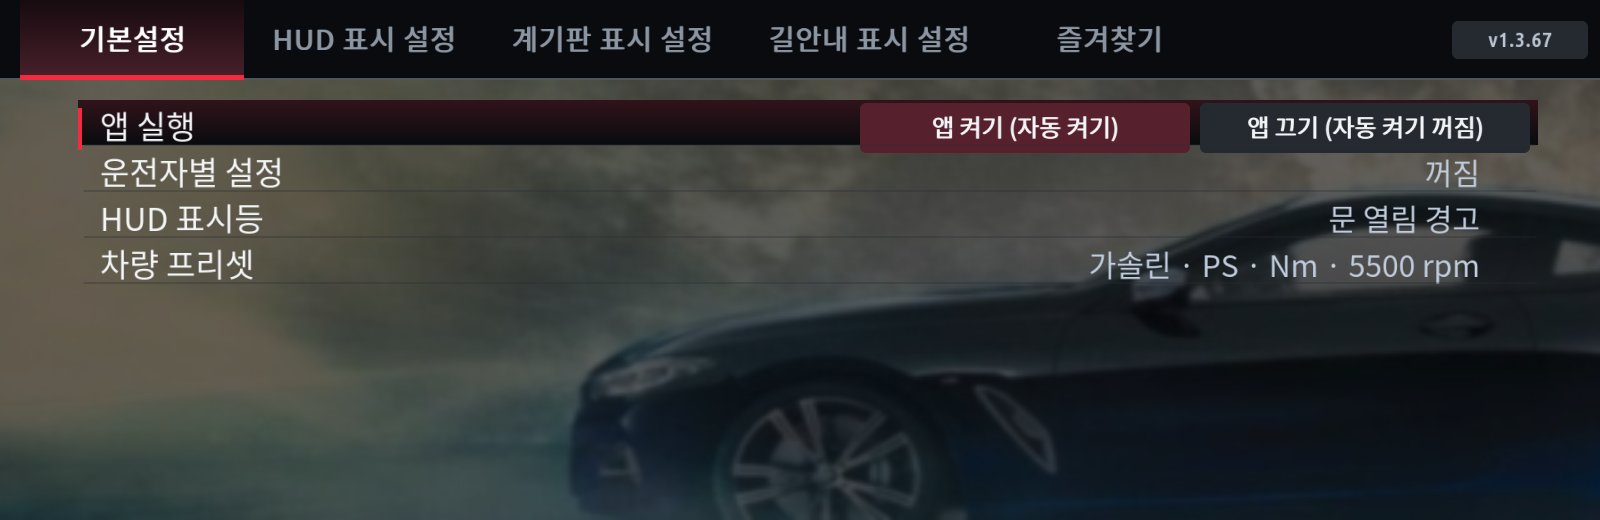 기본설정 HUD 표시 설정 계기판 표시 설정 길안내 표시 설정 즐겨찾기 v1.3.67
앱 실행 앱 켜기 (자동 켜기) 앱 끄기 (자동 켜기 꺼짐)
운전자별 설정 꺼짐
HUD 표시등 문 열림 경고
차량 프리셋 가솔린 · PS · Nm · 5500 rpm